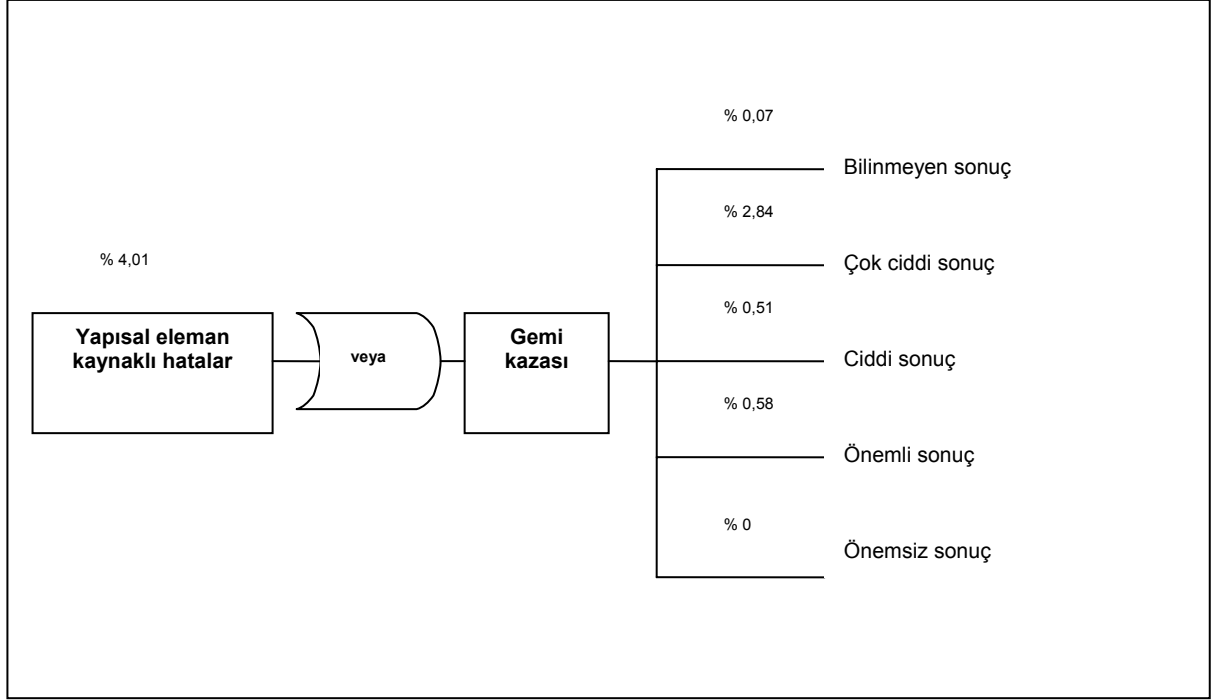 % 0,07
Bilinmeyen sonuç
% 2,84
% 4,01
Çok ciddi sonuç
% 0,51
Yapısal eleman
kaynaklı hatalar
veya
Gemi
kazası
Ciddi sonuç
% 0,58
Önemli sonuç
% 0
Önemsiz sonuç